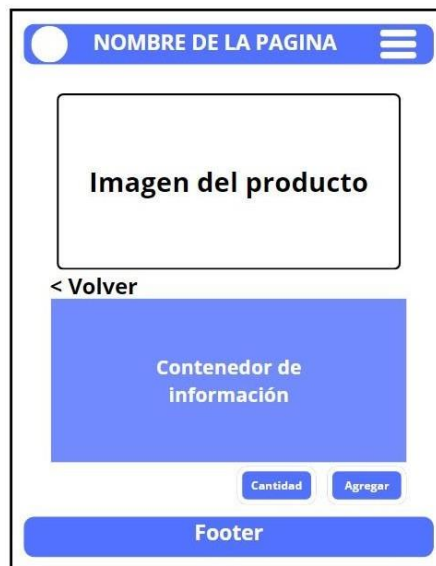 NOMBRE DE LA PAGINA
Imagen del producto
< Volver
Contenedor de
información
Cantidad
Agregar
Footer